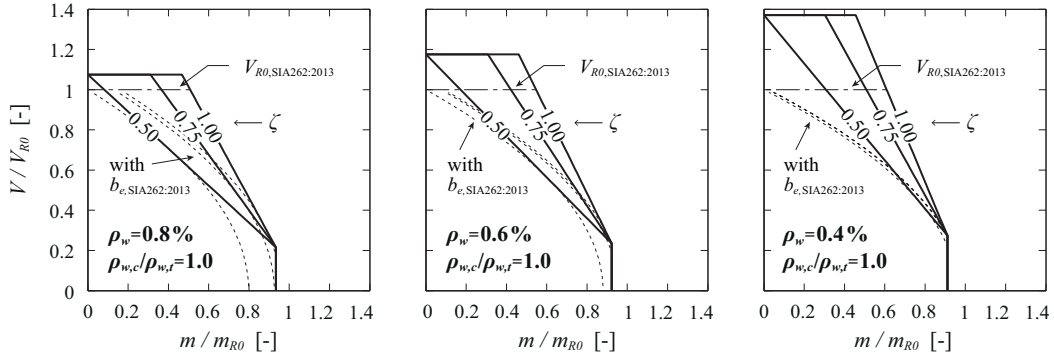 V / V_R0 [-]
1.4
1.2
1
0.8
0.6
0.4
0.2
0
V_R0,SIA262:2013
0.50
0.75
1.00
ζ
with
b_e,SIA262:2013
ρ_w=0.8%
ρ_w,c/ρ_w,t=1.0
0 0.2 0.4 0.6 0.8 1 1.2 1.4
m / m_R0 [-]
V_R0,SIA262:2013
0.50
0.75
1.00
ζ
with
b_e,SIA262:2013
ρ_w=0.6%
ρ_w,c/ρ_w,t=1.0
0 0.2 0.4 0.6 0.8 1 1.2 1.4
m / m_R0 [-]
V_R0,SIA262:2013
0.50
0.75
1.00
ζ
with
b_e,SIA262:2013
ρ_w=0.4%
ρ_w,c/ρ_w,t=1.0
0 0.2 0.4 0.6 0.8 1 1.2 1.4
m / m_R0 [-]